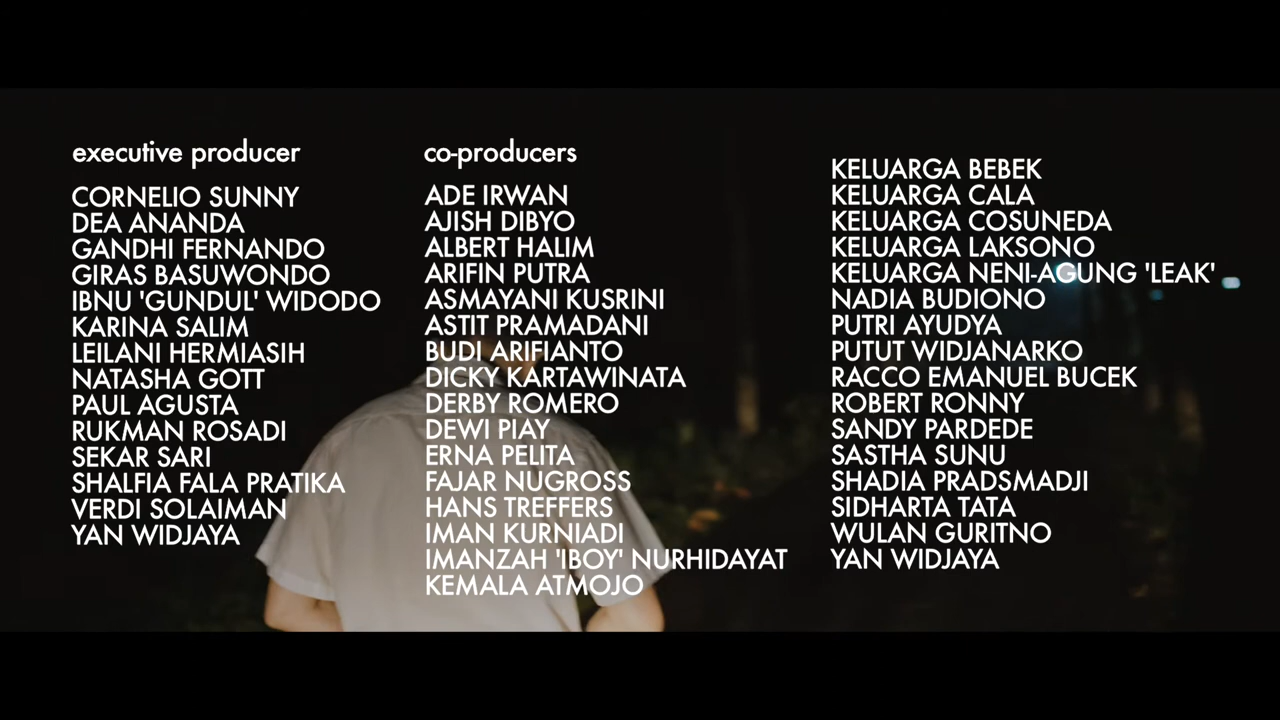 executive producer
CORNELIO SUNNY
DEA ANANDA
GANDHI FERNANDO
GIRAS BASUWONDO
IBNU 'GUNDUL' WIDODO
KARINA SALIM
LEILANI HERMIASIH
NATASHA GOTT
PAUL AGUSTA
RUKMAN ROSADI
SEKAR SARI
SHALFIA FALA PRATIKA
VERDI SOLAIMAN
YAN WIDJAYA
co-producers
ADE IRWAN
AJISH DIBYO
ALBERT HALIM
ARIFIN PUTRA
ASMAYANI KUSRINI
ASTIT PRAMADANI
BUDI ARIFIANTO
DICKY KARTAWINATA
DERBY ROMERO
DEWI PIAY
ERNA PELITA
FAJAR NUGROSS
HANS TREFFERS
IMAN KURNIADI
IMANZAH 'IBOY' NURHIDAYAT
KEMALA ATMOJO
KELUARGA BEBEK
KELUARGA CALA
KELUARGA COSUNEDA
KELUARGA LAKSONO
KELUARGA NENI-AGUNG 'LEAK'
NADIA BUDIONO
PUTRI AYUDYA
PUTUT WIDJANARKO
RACCO EMANUEL BUCEK
ROBERT RONNY
SANDY PARDEDE
SASTHA SUNU
SHADIA PRADSMADJI
SIDHARTA TATA
WULAN GURITNO
YAN WIDJAYA